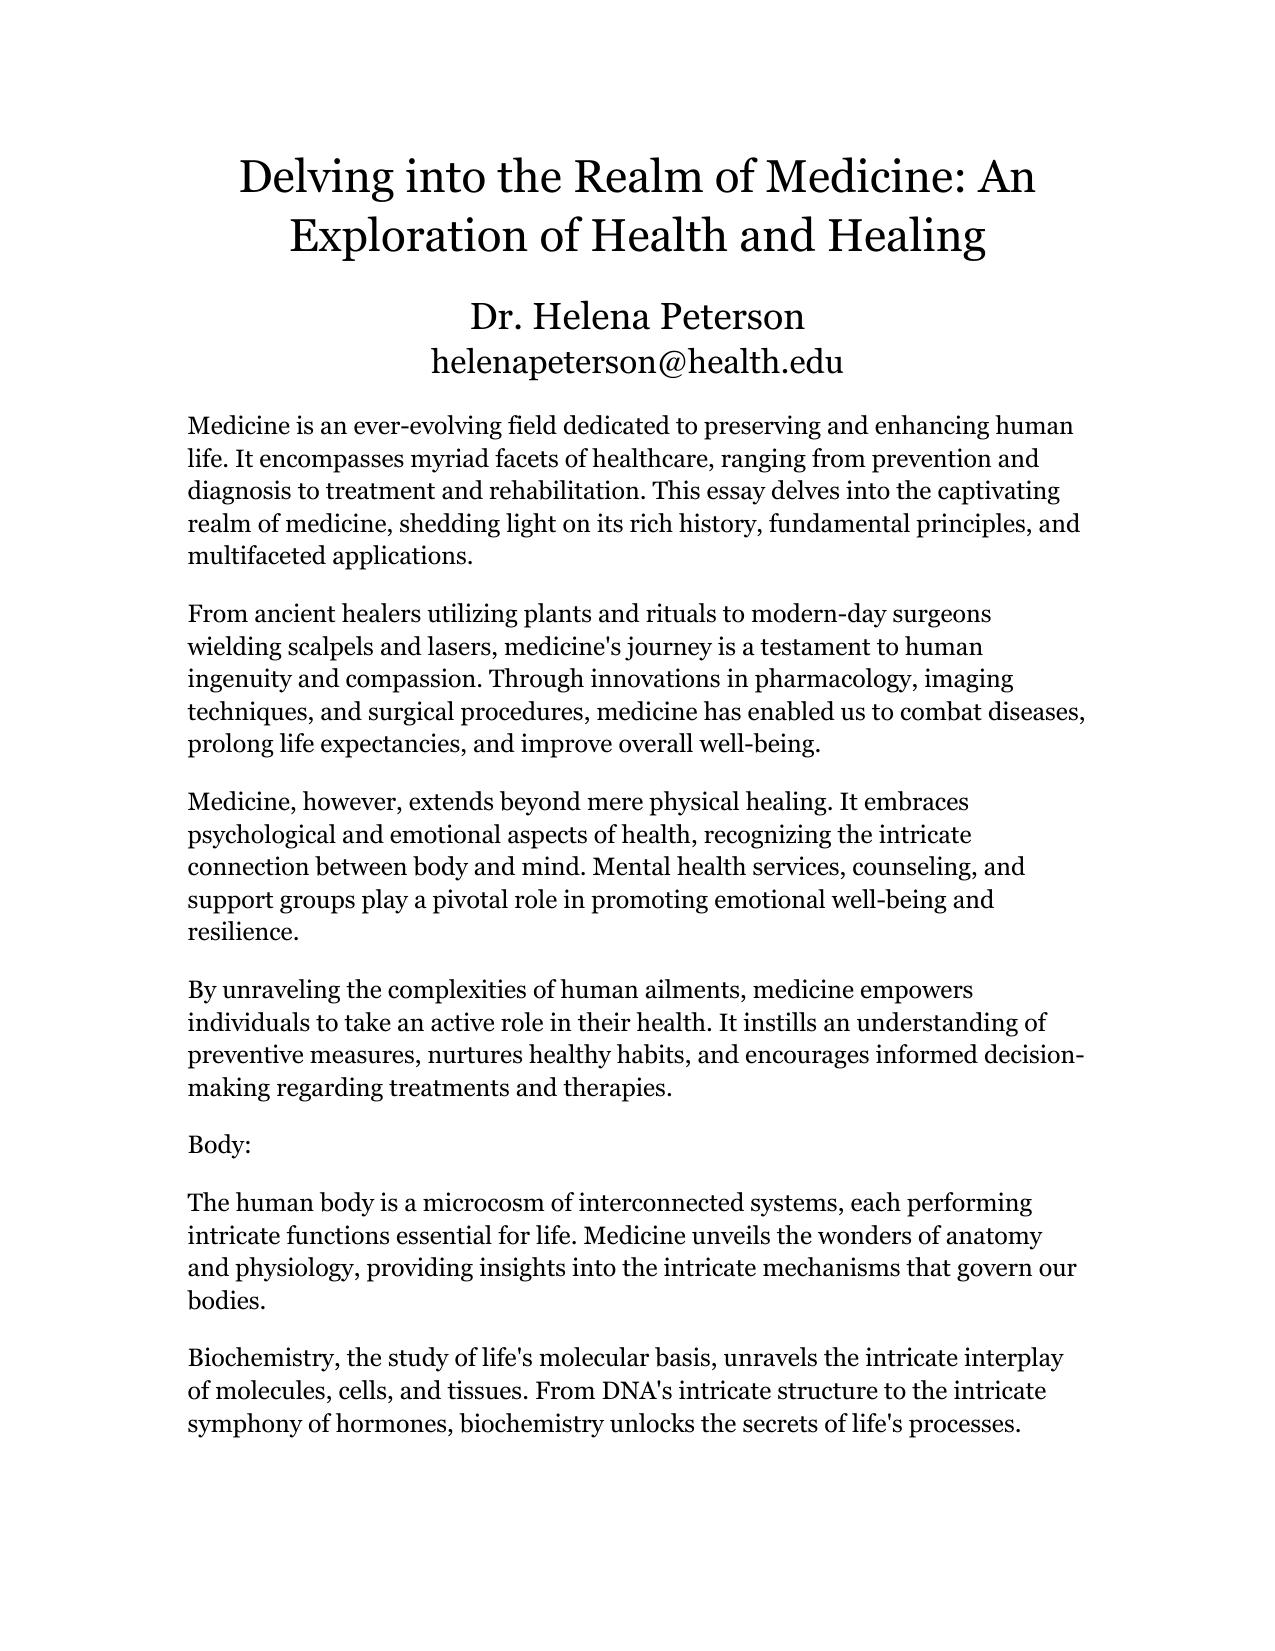 Delving into the Realm of Medicine: An
Exploration of Health and Healing
Dr. Helena Peterson
helenapeterson@health.edu
Medicine is an ever-evolving field dedicated to preserving and enhancing human
life. It encompasses myriad facets of healthcare, ranging from prevention and
diagnosis to treatment and rehabilitation. This essay delves into the captivating
realm of medicine, shedding light on its rich history, fundamental principles, and
multifaceted applications.
From ancient healers utilizing plants and rituals to modern-day surgeons
wielding scalpels and lasers, medicine's journey is a testament to human
ingenuity and compassion. Through innovations in pharmacology, imaging
techniques, and surgical procedures, medicine has enabled us to combat diseases,
prolong life expectancies, and improve overall well-being.
Medicine, however, extends beyond mere physical healing. It embraces
psychological and emotional aspects of health, recognizing the intricate
connection between body and mind. Mental health services, counseling, and
support groups play a pivotal role in promoting emotional well-being and
resilience.
By unraveling the complexities of human ailments, medicine empowers
individuals to take an active role in their health. It instills an understanding of
preventive measures, nurtures healthy habits, and encourages informed decision-
making regarding treatments and therapies.
Body:
The human body is a microcosm of interconnected systems, each performing
intricate functions essential for life. Medicine unveils the wonders of anatomy
and physiology, providing insights into the intricate mechanisms that govern our
bodies.
Biochemistry, the study of life's molecular basis, unravels the intricate interplay
of molecules, cells, and tissues. From DNA's intricate structure to the intricate
symphony of hormones, biochemistry unlocks the secrets of life's processes.